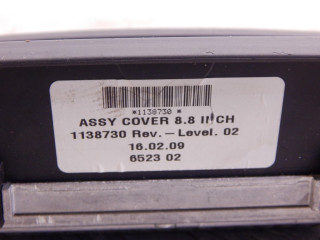 *1138730 *
ASSY COVER 8.8 INCH
1138730 Rev.-Level. 02
16.02.09
6523 02